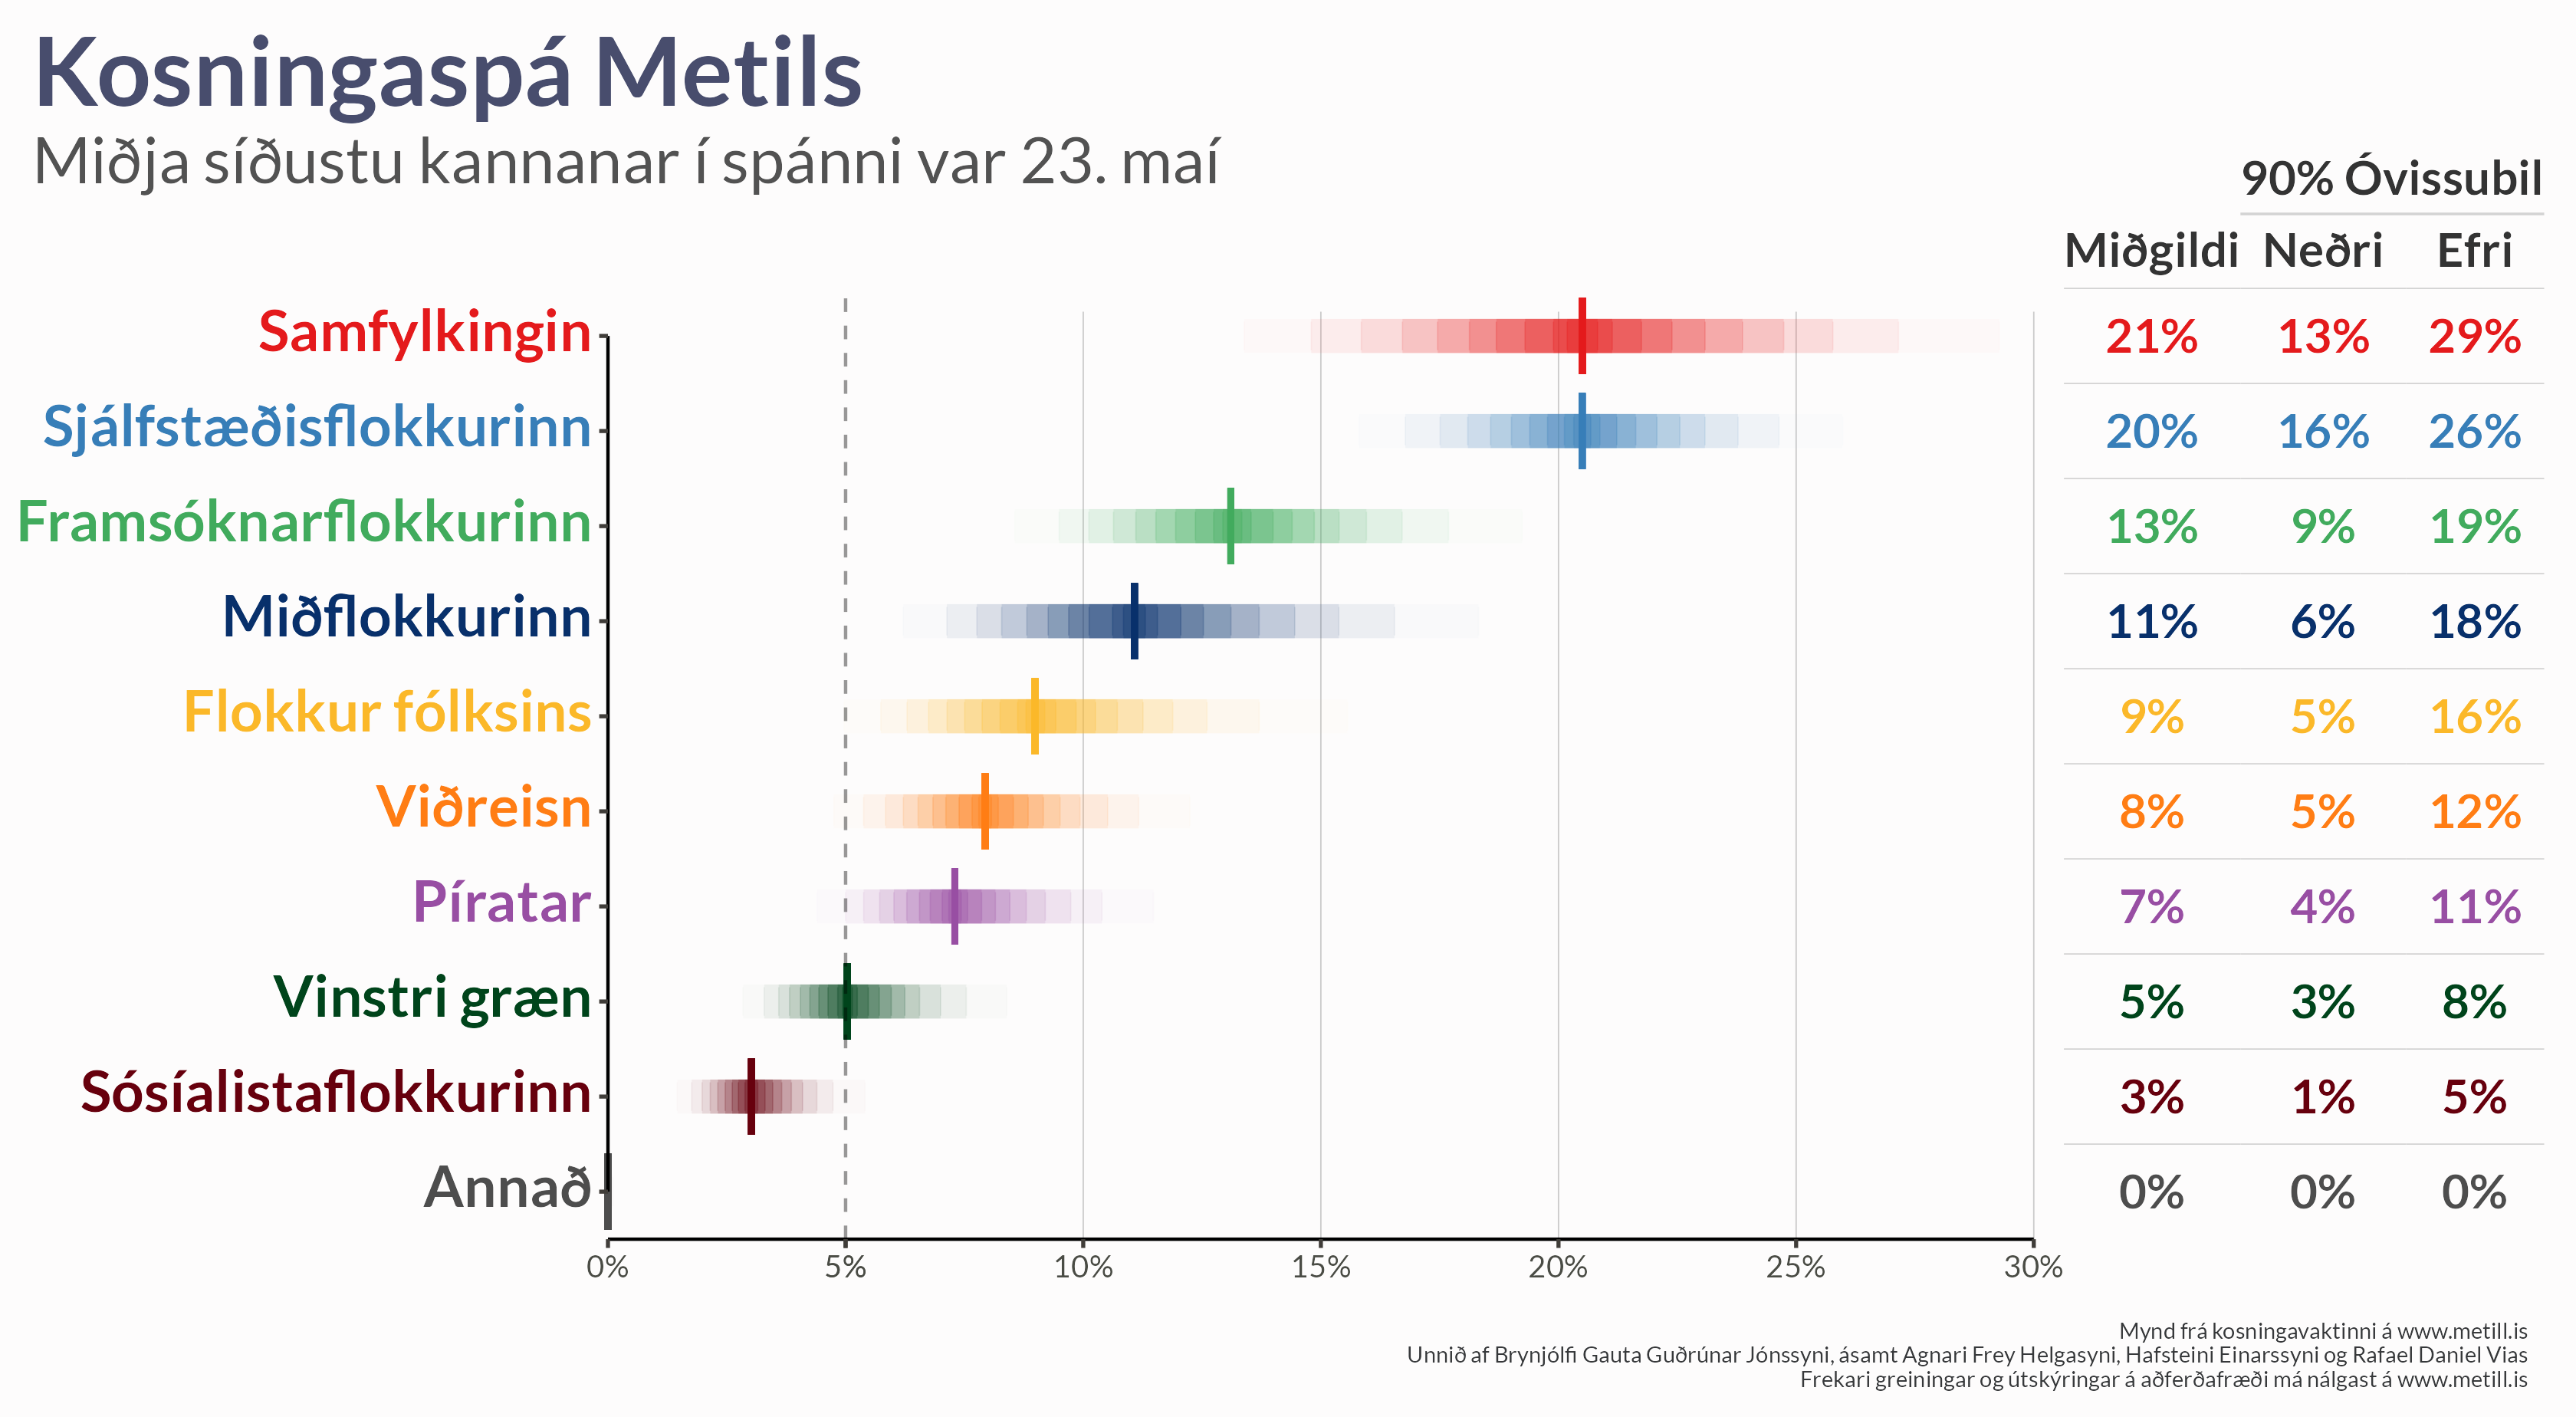 Kosningaspá Metils
Miðja síðustu kannanar í spánni var 23. maí
90% Óvissubil
Miðgildi Neðri Efri
Samfylkingin 21% 13% 29%
Sjálfstæðisflokkurinn 20% 16% 26%
Framsóknarflokkurinn 13% 9% 19%
Miðflokkurinn 11% 6% 18%
Flokkur fólksins 9% 5% 16%
Viðreisn 8% 5% 12%
Píratar 7% 4% 11%
Vinstri græn 5% 3% 8%
Sósíalistaflokkurinn 3% 1% 5%
Annað 0% 0% 0%
0% 5% 10% 15% 20% 25% 30%
Mynd frá kosningavaktinni á www.metill.is
Unnið af Brynjólfi Gauta Guðrúnar Jónssyni, ásamt Agnari Frey Helgasyni, Hafsteini Einarssyni og Rafael Daniel Vias
Frekari greiningar og útskýringar á aðferðafræði má nálgast á www.metill.is